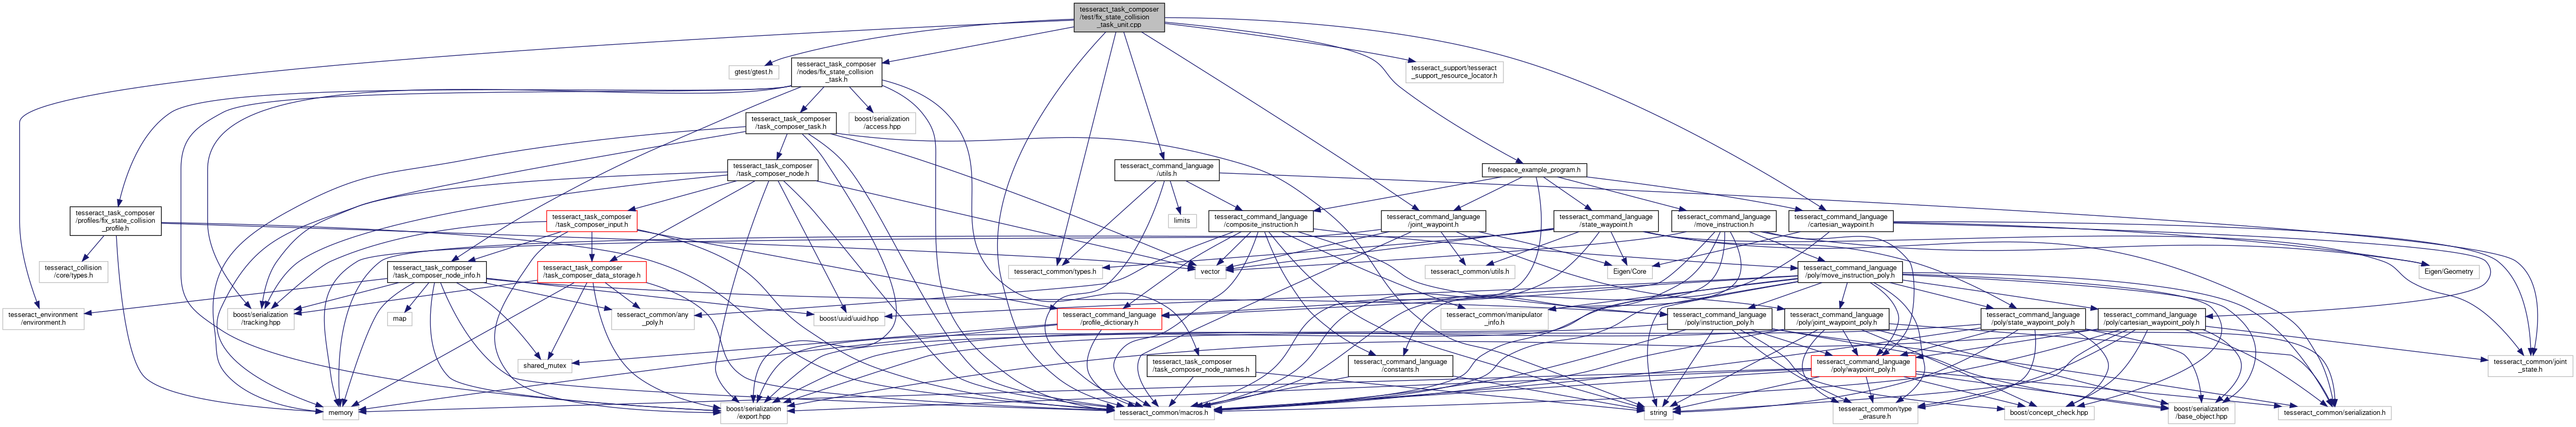 tesseract_task_composer
/test/fix_state_collision
_task_unit.cpp
gtest/gtest.h
tesseract_task_composer
/nodes/fix_state_collision
_task.h
tesseract_support/tesseract
_support_resource_locator.h
tesseract_task_composer
/task_composer_task.h
boost/serialization
/access.hpp
tesseract_task_composer
/task_composer_node.h
tesseract_command_language
/utils.h
freespace_example_program.h
tesseract_task_composer
/profiles/fix_state_collision
_profile.h
tesseract_task_composer
/task_composer_input.h
limits
tesseract_command_language
/composite_instruction.h
tesseract_command_language
/joint_waypoint.h
tesseract_command_language
/state_waypoint.h
tesseract_command_language
/move_instruction.h
tesseract_command_language
/cartesian_waypoint.h
tesseract_collision
/core/types.h
tesseract_task_composer
/task_composer_node_info.h
tesseract_task_composer
/task_composer_data_storage.h
vector
tesseract_common/types.h
tesseract_common/utils.h
Eigen/Core
tesseract_command_language
/poly/move_instruction_poly.h
Eigen/Geometry
tesseract_environment
/environment.h
boost/serialization
/tracking.hpp
map
tesseract_common/any
_poly.h
boost/uuid/uuid.hpp
tesseract_command_language
/profile_dictionary.h
tesseract_common/manipulator
_info.h
tesseract_command_language
/poly/instruction_poly.h
tesseract_command_language
/poly/joint_waypoint_poly.h
tesseract_command_language
/poly/state_waypoint_poly.h
tesseract_command_language
/poly/cartesian_waypoint_poly.h
shared_mutex
tesseract_task_composer
/task_composer_node_names.h
tesseract_command_language
/constants.h
tesseract_command_language
/poly/waypoint_poly.h
tesseract_common/joint
_state.h
memory
boost/serialization
/export.hpp
tesseract_common/macros.h
string
tesseract_common/type
_erasure.h
boost/concept_check.hpp
boost/serialization
/base_object.hpp
tesseract_common/serialization.h